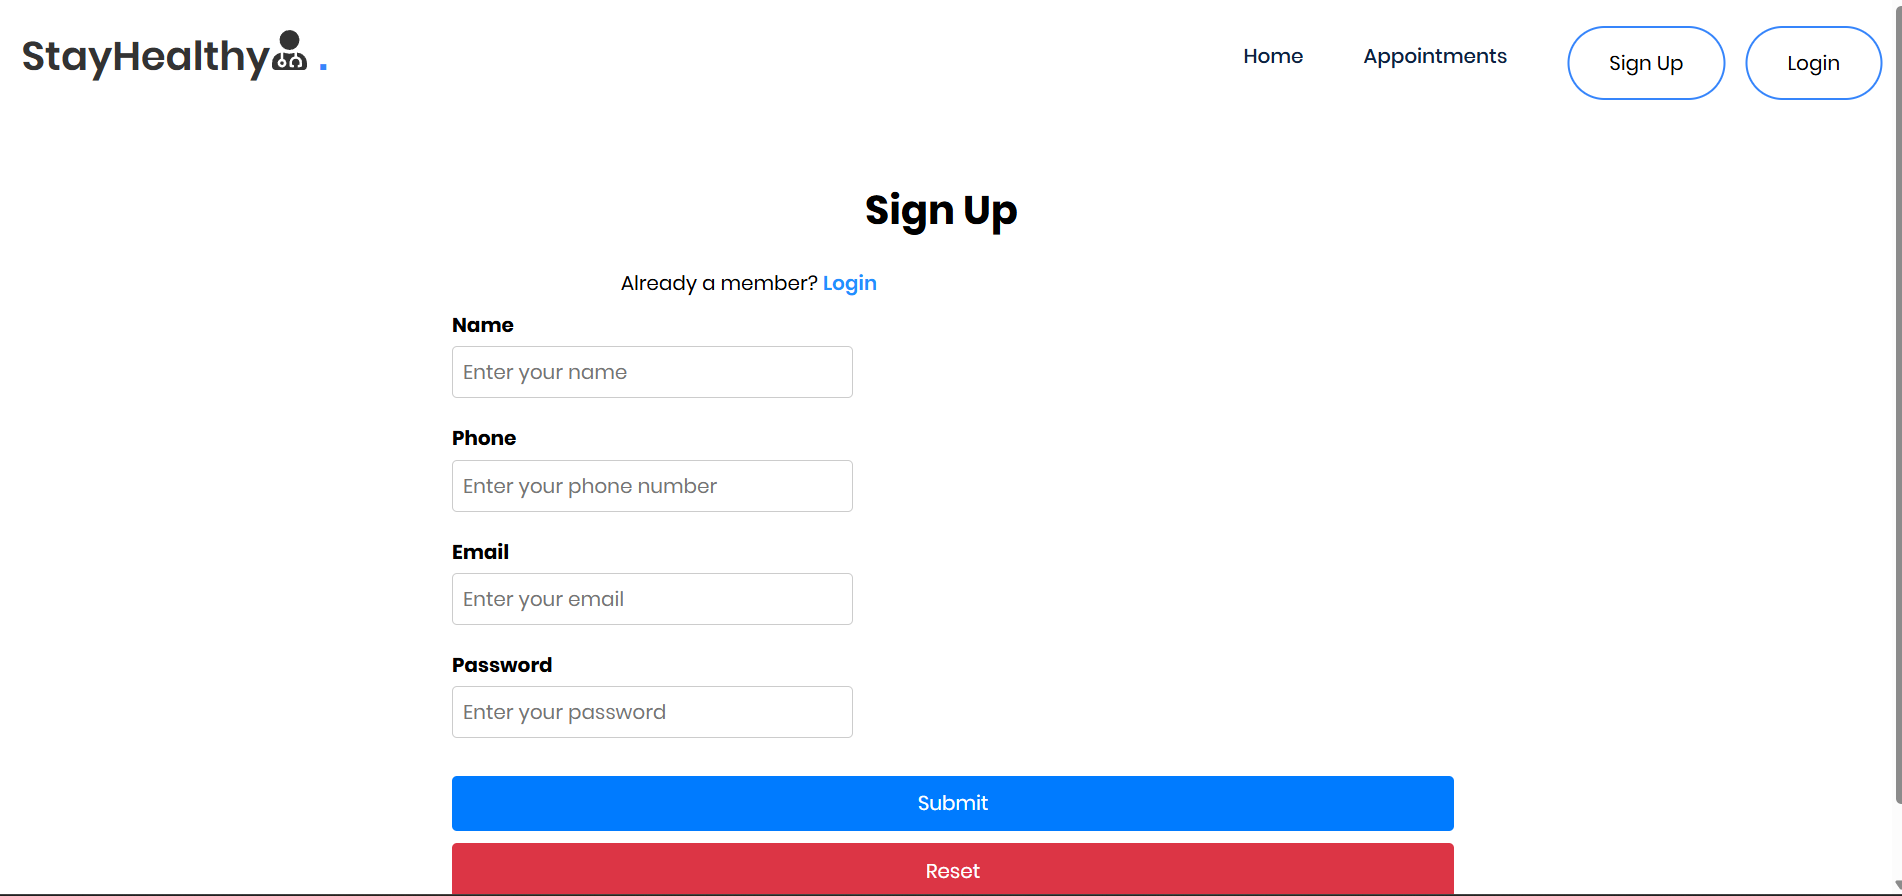 StayHealthy .
Home Appointments Sign Up Login
Sign Up
Already a member? Login
Name
Enter your name
Phone
Enter your phone number
Email
Enter your email
Password
Enter your password
Submit
Reset